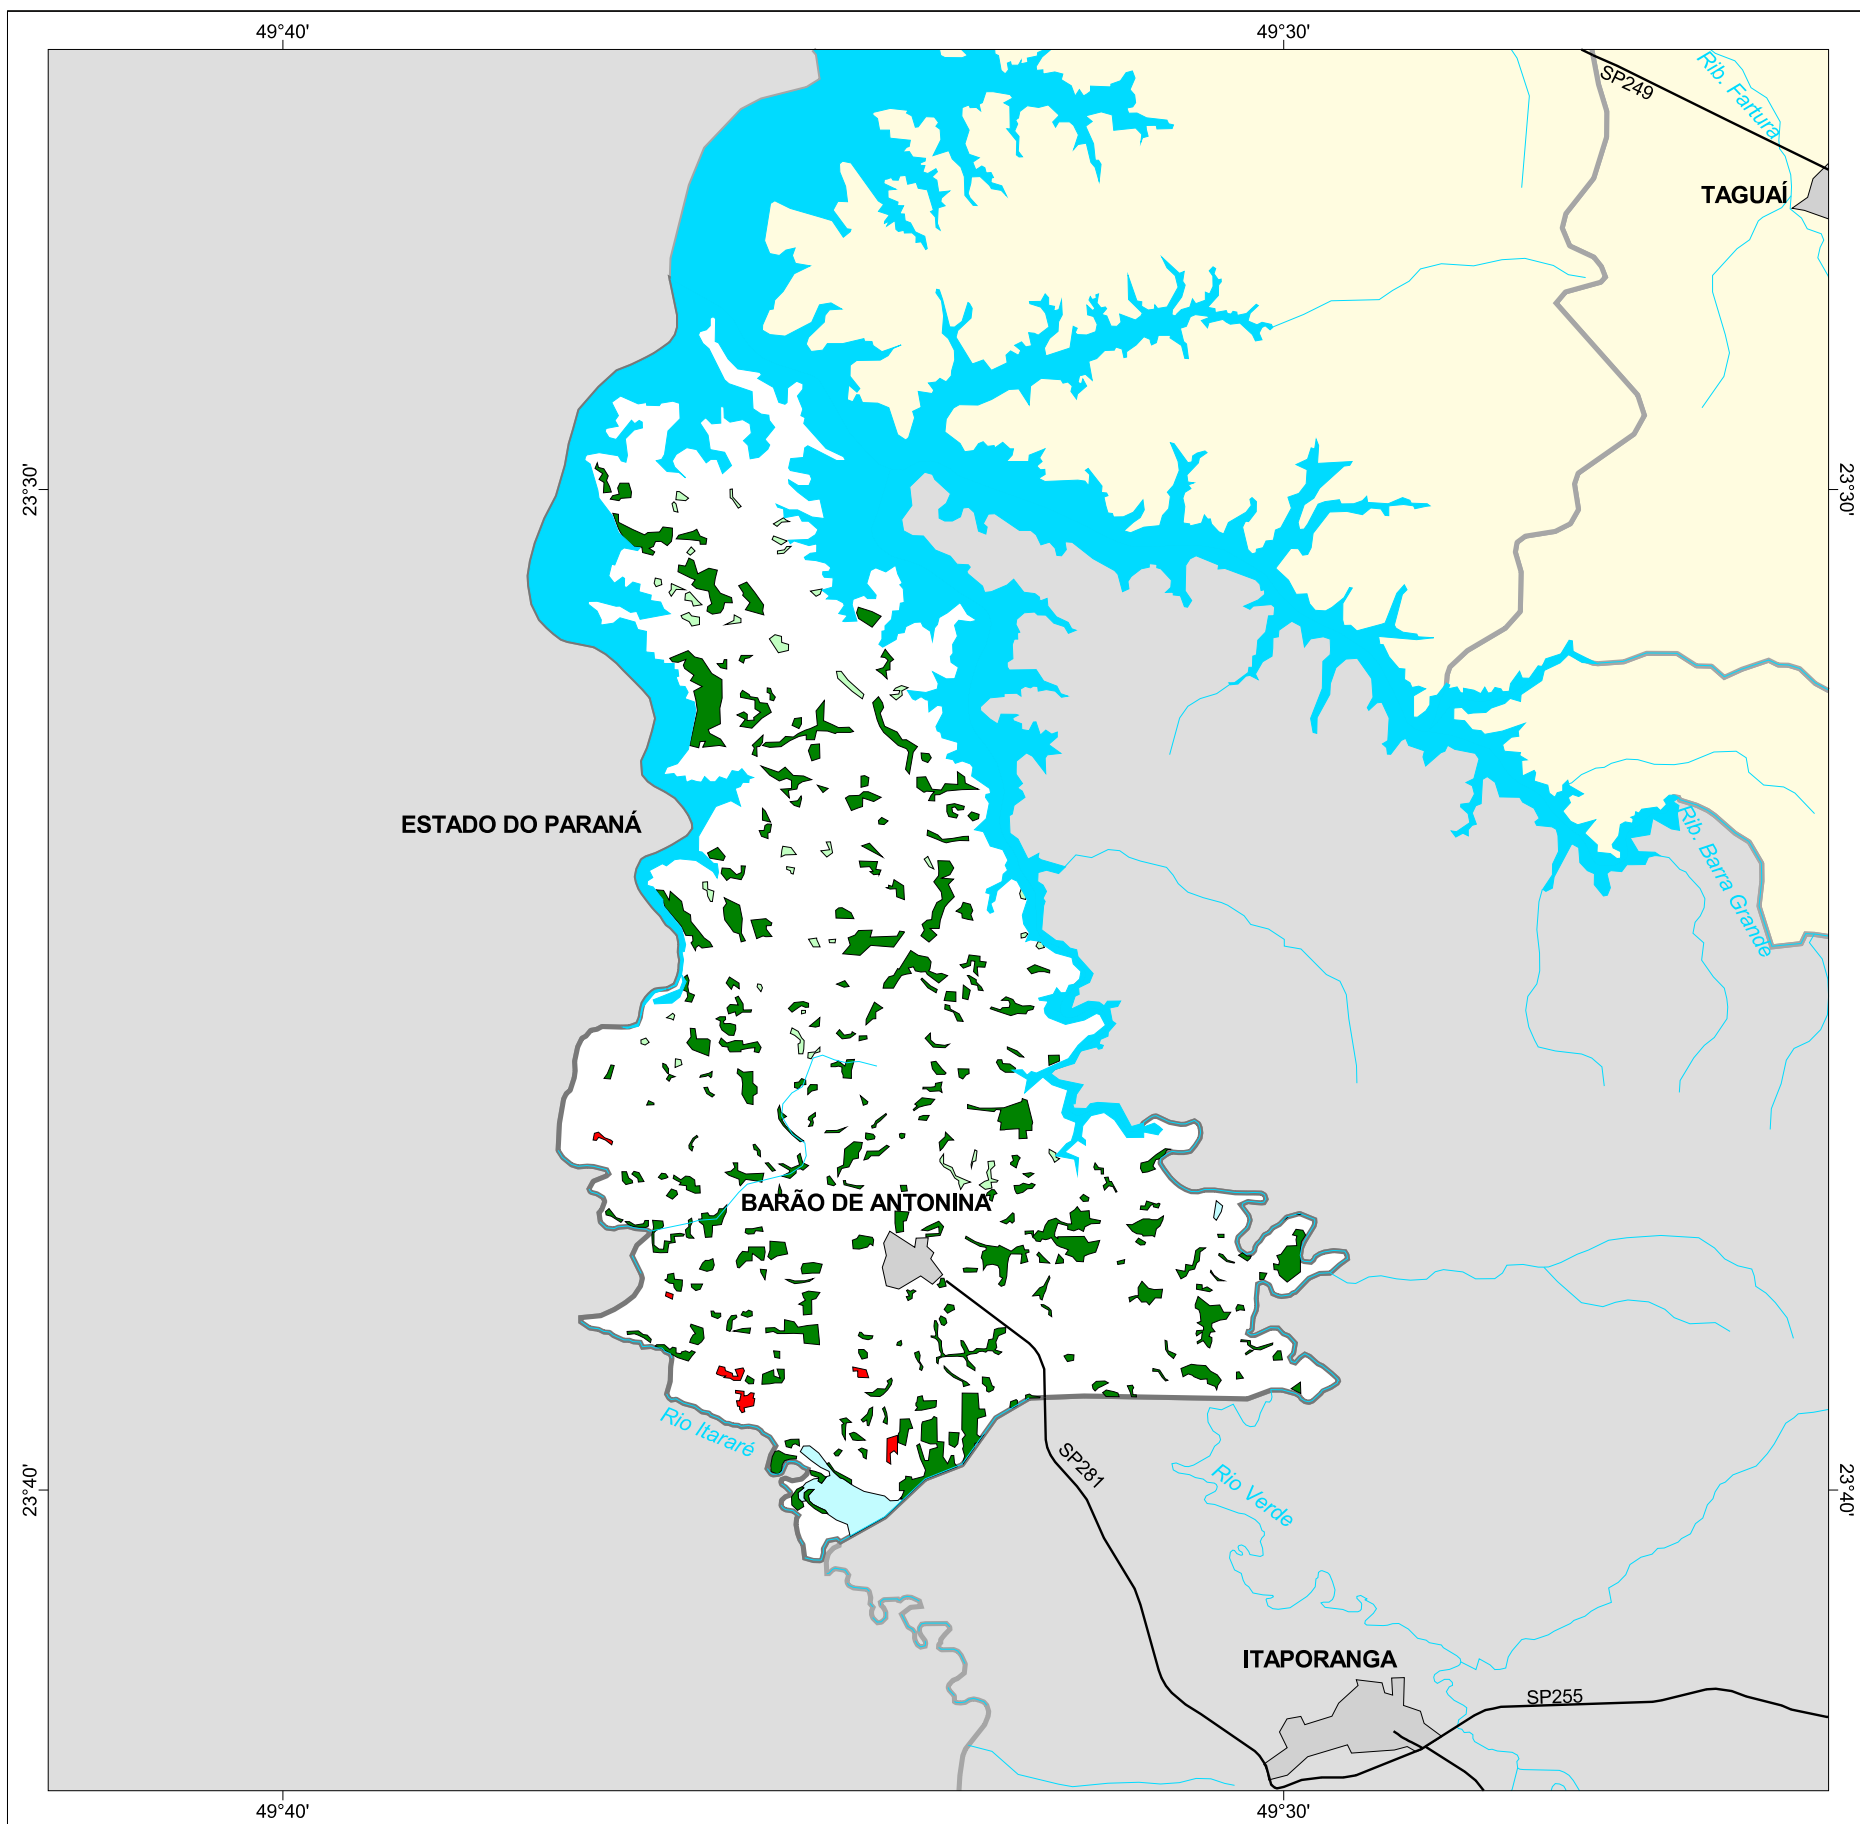 49°40'
49°30'
SP249
Rib. Fartura
TAGUAÍ
23°30'
23°30'
ESTADO DO PARANÁ
Rib. Barra Grande
BARÃO DE ANTONINA
Rio Itararé
SP281
Rio Verde
23°40'
23°40'
ITAPORANGA
SP255
49°40'
49°30'